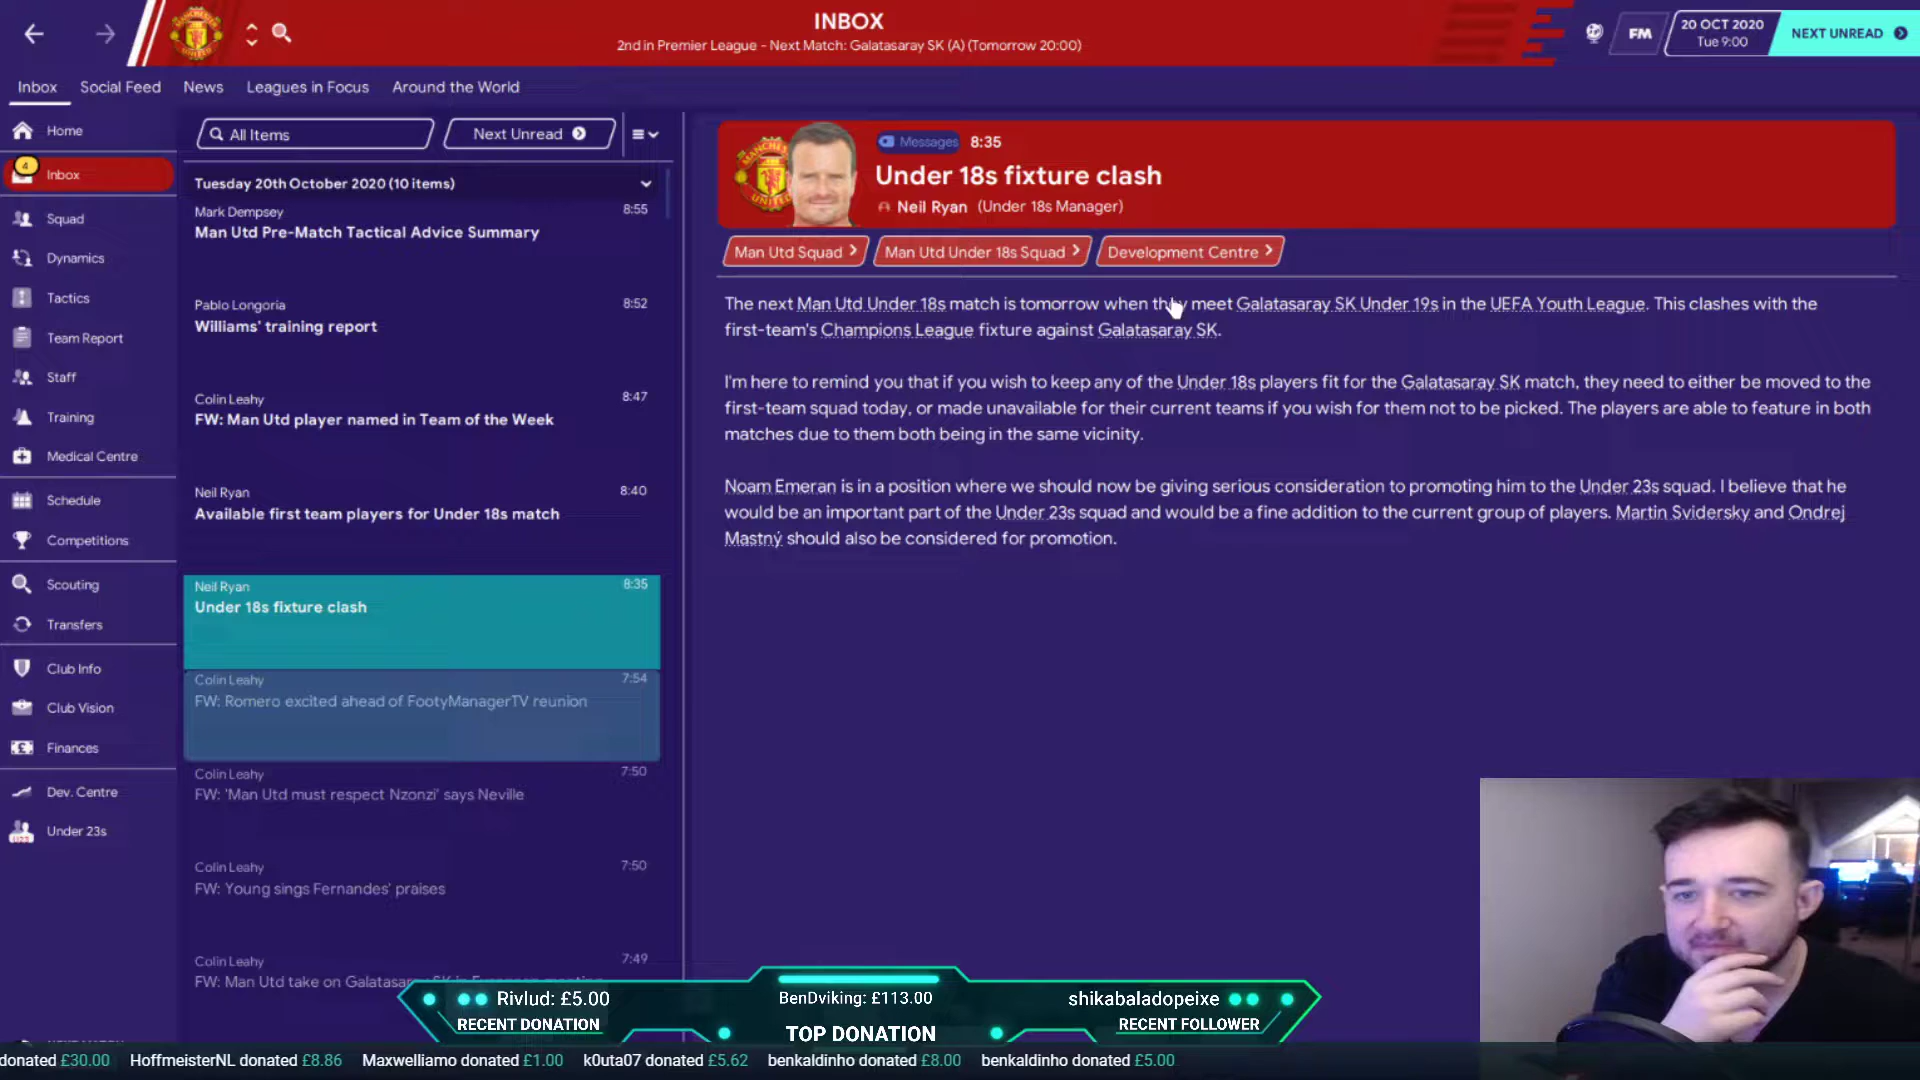 INBOX
2nd in Premier League - Next Match: Galatasaray SK (A) (Tomorrow 20:00)
FM
20 OCT 2020
Tue 9:00
NEXT UNREAD
Inbox
Social Feed
News
Leagues in Focus
Around the World
Home
4
Inbox
Squad
Dynamics
Tactics
Team Report
Staff
Training
Medical Centre
Schedule
Competitions
Scouting
Transfers
Club Info
Club Vision
Finances
Dev. Centre
Under 23s
All Items
Next Unread
Tuesday 20th October 2020 (10 items)
Mark Dempsey 8:55
Man Utd Pre-Match Tactical Advice Summary
Pablo Longoria 8:52
Williams' training report
Colin Leahy 8:47
FW: Man Utd player named in Team of the Week
Neil Ryan 8:40
Available first team players for Under 18s match
Neil Ryan 8:35
Under 18s fixture clash
Colin Leahy 7:54
FW: Romero excited ahead of FootyManagerTV reunion
Colin Leahy 7:50
FW: 'Man Utd must respect Nzonzi' says Neville
Colin Leahy 7:50
FW: Young sings Fernandes' praises
Colin Leahy 7:49
FW: Man Utd take on Galatasaray SK in European
MANCHESTER
UNITED
Messages 8:35
Under 18s fixture clash
Neil Ryan (Under 18s Manager)
Man Utd Squad
Man Utd Under 18s Squad
Development Centre
The next Man Utd Under 18s match is tomorrow when they meet Galatasaray SK Under 19s in the UEFA Youth League. This clashes with the
first-team's Champions League fixture against Galatasaray SK.
I'm here to remind you that if you wish to keep any of the Under 18s players fit for the Galatasaray SK match, they need to either be moved to the
first-team squad today, or made unavailable for their current teams if you wish for them not to be picked. The players are able to feature in both
matches due to them both being in the same vicinity.
Noam Emeran is in a position where we should now be giving serious consideration to promoting him to the Under 23s squad. I believe that he
would be an important part of the Under 23s squad and would be a fine addition to the current group of players. Martin Svidersky and Ondrej
Mastný should also be considered for promotion.
Rivlud: £5.00
RECENT DONATION
BenDviking: £113.00
TOP DONATION
shikabaladopeixe
RECENT FOLLOWER
donated £30.00 HoffmeisterNL donated £8.86 Maxwelliamo donated £1.00 k0uta07 donated £5.62 benkaldinho donated £8.00 benkaldinho donated £5.00